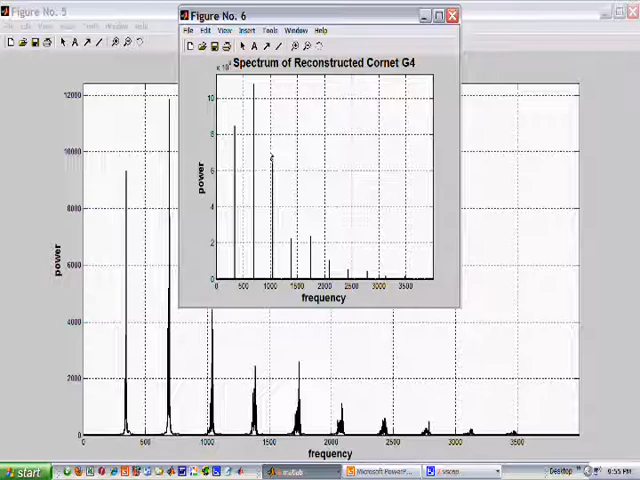 Figure No. 5
Figure No. 6
File Edit View Insert Tools Window Help
Spectrum of Reconstructed Cornet G4
power
10
8
6
4
2
0
0 500 1000 1500 2000 2500 3000 3500
frequency
power
12000
10000
8000
6000
4000
2000
0
0 500 1000 1500 2000 2500 3000 3500
frequency
start
matlab
Microsoft PowerP...
Desktop
9:55 PM